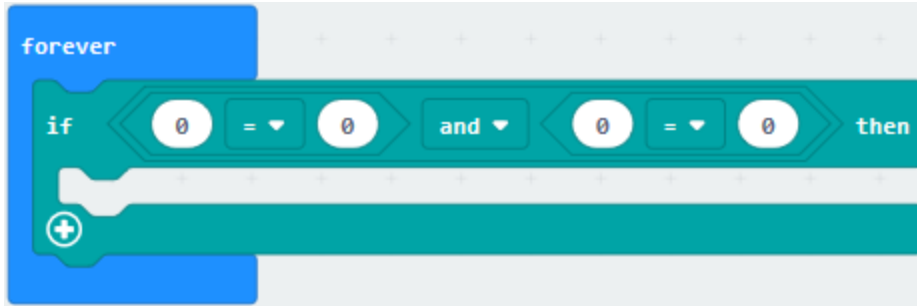 forever
if 0 = 0 and 0 = 0 then